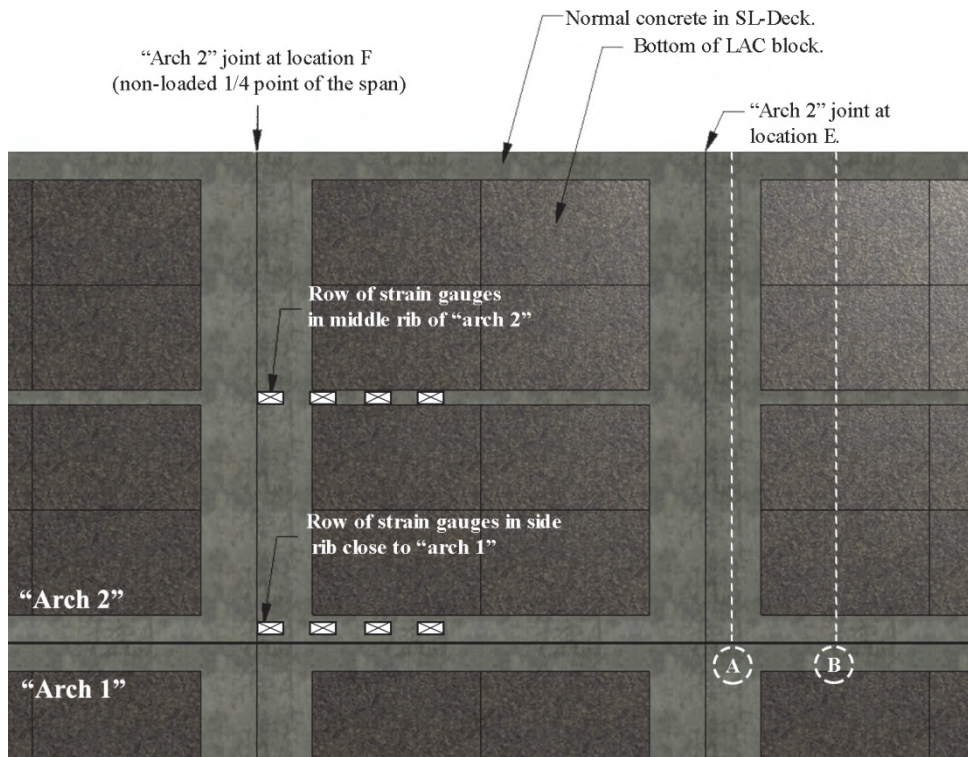 Normal concrete in SL-Deck.
Bottom of LAC block.
“Arch 2” joint at location F
(non-loaded 1/4 point of the span)
“Arch 2” joint at
location E.
Row of strain gauges
in middle rib of “arch 2”
Row of strain gauges in side
rib close to “arch 1”
“Arch 2”
“Arch 1”
A
B